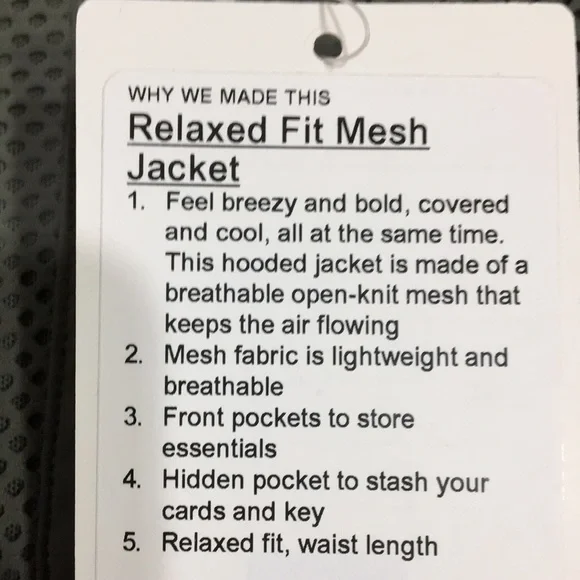 WHY WE MADE THIS
Relaxed Fit Mesh
Jacket
1. Feel breezy and bold, covered
and cool, all at the same time.
This hooded jacket is made of a
breathable open-knit mesh that
keeps the air flowing
2. Mesh fabric is lightweight and
breathable
3. Front pockets to store
essentials
4. Hidden pocket to stash your
cards and key
5. Relaxed fit, waist length